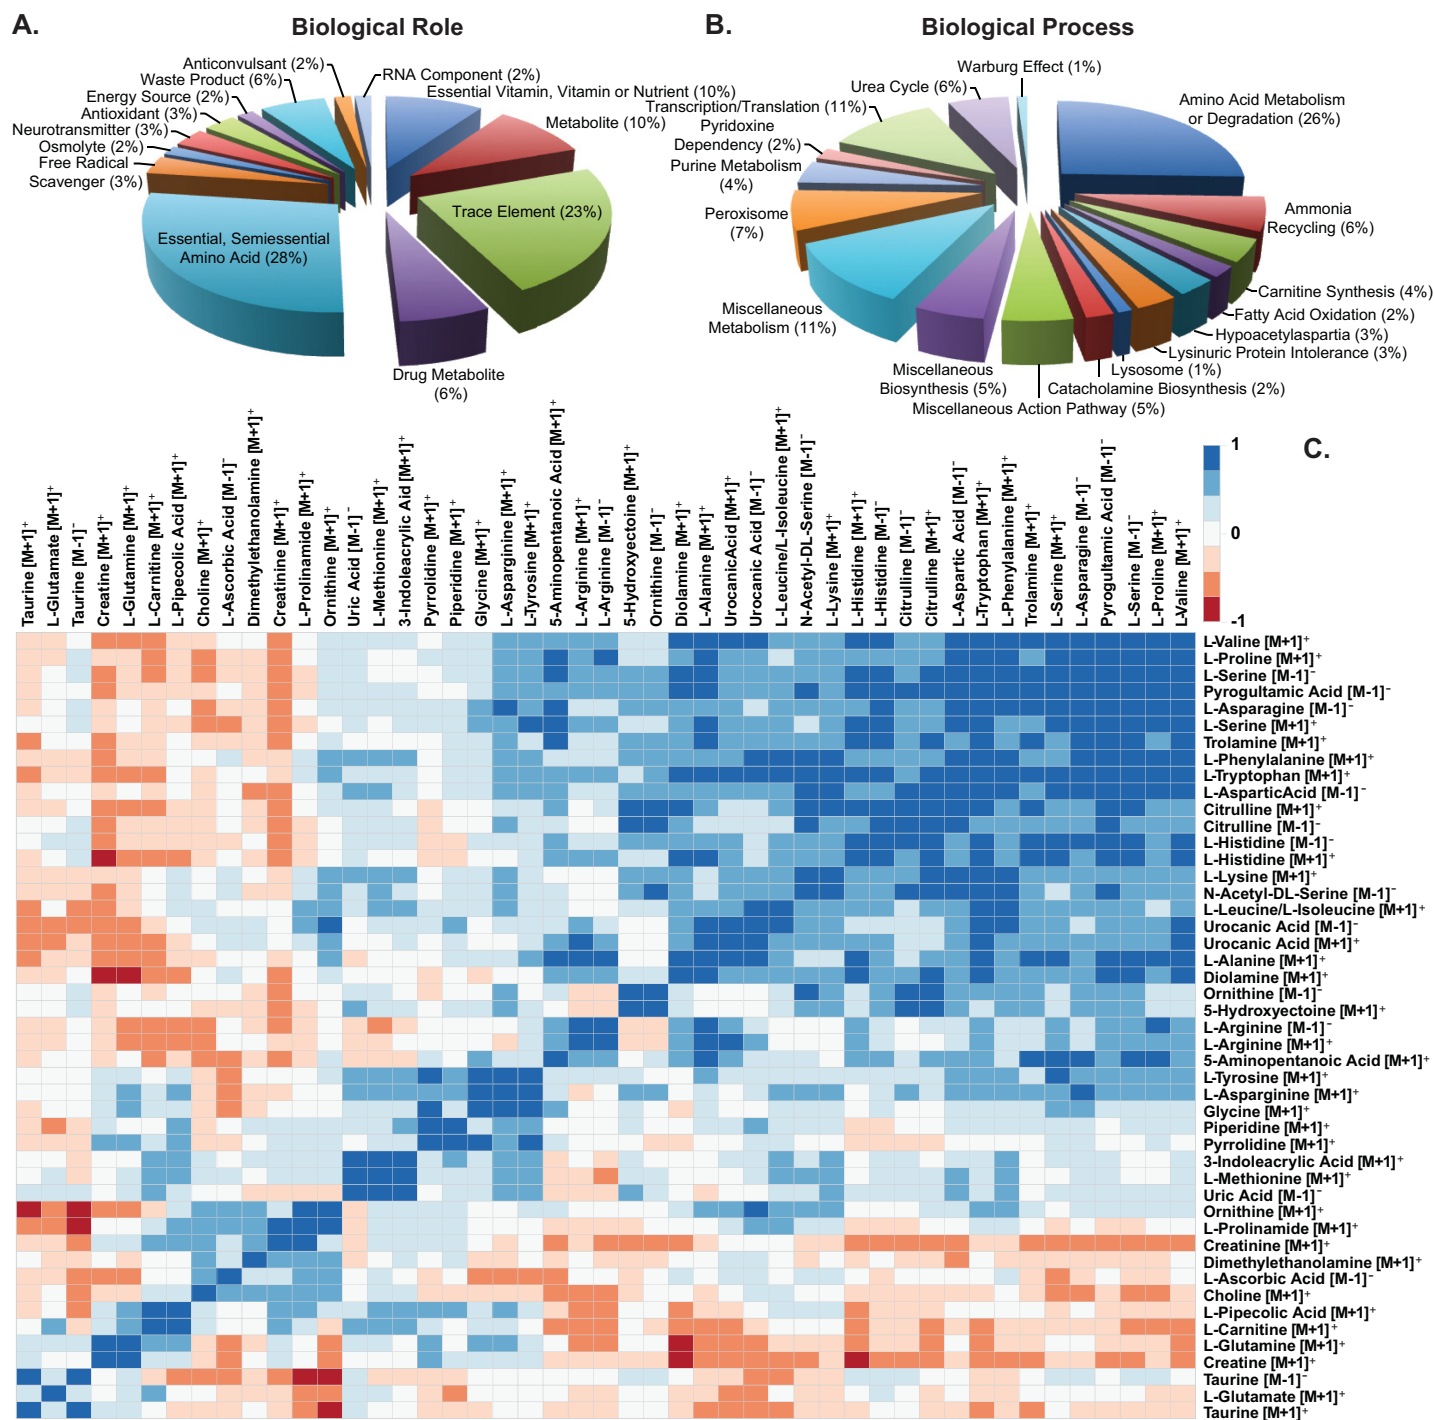 A.
Biological Role
Anticonvulsant (2%)
Waste Product (6%)
Energy Source (2%)
Antioxidant (3%)
Neurotransmitter (3%)
Osmolyte (2%)
Free Radical
Scavenger (3%)
RNA Component (2%)
Essential Vitamin, Vitamin or Nutrient (10%)
Metabolite (10%)
Trace Element (23%)
Essential, Semiessential
Amino Acid (28%)
Drug Metabolite
(6%)
B.
Biological Process
Warburg Effect (1%)
Urea Cycle (6%)
Transcription/Translation (11%)
Pyridoxine
Dependency (2%)
Purine Metabolism
(4%)
Peroxisome
(7%)
Miscellaneous
Metabolism (11%)
Miscellaneous
Biosynthesis (5%)
Miscellaneous Action Pathway (5%)
Catacholamine Biosynthesis (2%)
Lysosome (1%)
Lysinuric Protein Intolerance (3%)
Hypoacetylaspartia (3%)
Fatty Acid Oxidation (2%)
Carnitine Synthesis (4%)
Ammonia
Recycling (6%)
Amino Acid Metabolism
or Degradation (26%)
C.
1
0
-1
Taurine [M+1]⁺
L-Glutamate [M+1]⁺
Taurine [M-1]⁻
Creatine [M+1]⁺
L-Glutamine [M+1]⁺
L-Carnitine [M+1]⁺
L-Pipecolic Acid [M+1]⁺
Choline [M+1]⁺
L-Ascorbic Acid [M-1]⁻
Dimethylethanolamine [M+1]⁺
Creatinine [M+1]⁺
L-Prolinamide [M+1]⁺
Ornithine [M+1]⁺
Uric Acid [M-1]⁻
L-Methionine [M+1]⁺
3-Indoleacrylic Aid [M+1]⁺
Pyrrolidine [M+1]⁺
Piperidine [M+1]⁺
Glycine [M+1]⁺
L-Asparginine [M+1]⁺
L-Tyrosine [M+1]⁺
5-Aminopentanoic Acid [M+1]⁺
L-Arginine [M+1]⁺
L-Arginine [M-1]⁻
5-Hydroxyectoine [M+1]⁺
Ornithine [M-1]⁻
Diolamine [M+1]⁺
L-Alanine [M+1]⁺
UrocanicAcid [M+1]⁺
Urocanic Acid [M-1]⁻
L-Leucine/L-Isoleucine [M+1]⁺
N-Acetyl-DL-Serine [M-1]⁻
L-Lysine [M+1]⁺
L-Histidine [M+1]⁺
L-Histidine [M-1]⁻
Citrulline [M-1]⁻
Citrulline [M+1]⁺
L-Aspartic Acid [M-1]⁻
L-Tryptophan [M+1]⁺
L-Phenylalanine [M+1]⁺
Trolamine [M+1]⁺
L-Serine [M+1]⁺
L-Asparagine [M-1]⁻
Pyrogultamic Acid [M-1]⁻
L-Serine [M-1]⁻
L-Proline [M+1]⁺
L-Valine [M+1]⁺
L-Valine [M+1]⁺
L-Proline [M+1]⁺
L-Serine [M-1]⁻
Pyrogultamic Acid [M-1]⁻
L-Asparagine [M-1]⁻
L-Serine [M+1]⁺
Trolamine [M+1]⁺
L-Phenylalanine [M+1]⁺
L-Tryptophan [M+1]⁺
L-AsparticAcid [M-1]⁻
Citrulline [M+1]⁺
Citrulline [M-1]⁻
L-Histidine [M-1]⁻
L-Histidine [M+1]⁺
L-Lysine [M+1]⁺
N-Acetyl-DL-Serine [M-1]⁻
L-Leucine/L-Isoleucine [M+1]⁺
Urocanic Acid [M-1]⁻
Urocanic Acid [M+1]⁺
L-Alanine [M+1]⁺
Diolamine [M+1]⁺
Ornithine [M-1]⁻
5-Hydroxyectoine [M+1]⁺
L-Arginine [M-1]⁻
L-Arginine [M+1]⁺
5-Aminopentanoic Acid [M+1]⁺
L-Tyrosine [M+1]⁺
L-Asparginine [M+1]⁺
Glycine [M+1]⁺
Piperidine [M+1]⁺
Pyrrolidine [M+1]⁺
3-Indoleacrylic Acid [M+1]⁺
L-Methionine [M+1]⁺
Uric Acid [M-1]⁻
Ornithine [M+1]⁺
L-Prolinamide [M+1]⁺
Creatinine [M+1]⁺
Dimethylethanolamine [M+1]⁺
L-Ascorbic Acid [M-1]⁻
Choline [M+1]⁺
L-Pipecolic Acid [M+1]⁺
L-Carnitine [M+1]⁺
L-Glutamine [M+1]⁺
Creatine [M+1]⁺
Taurine [M-1]⁻
L-Glutamate [M+1]⁺
Taurine [M+1]⁺